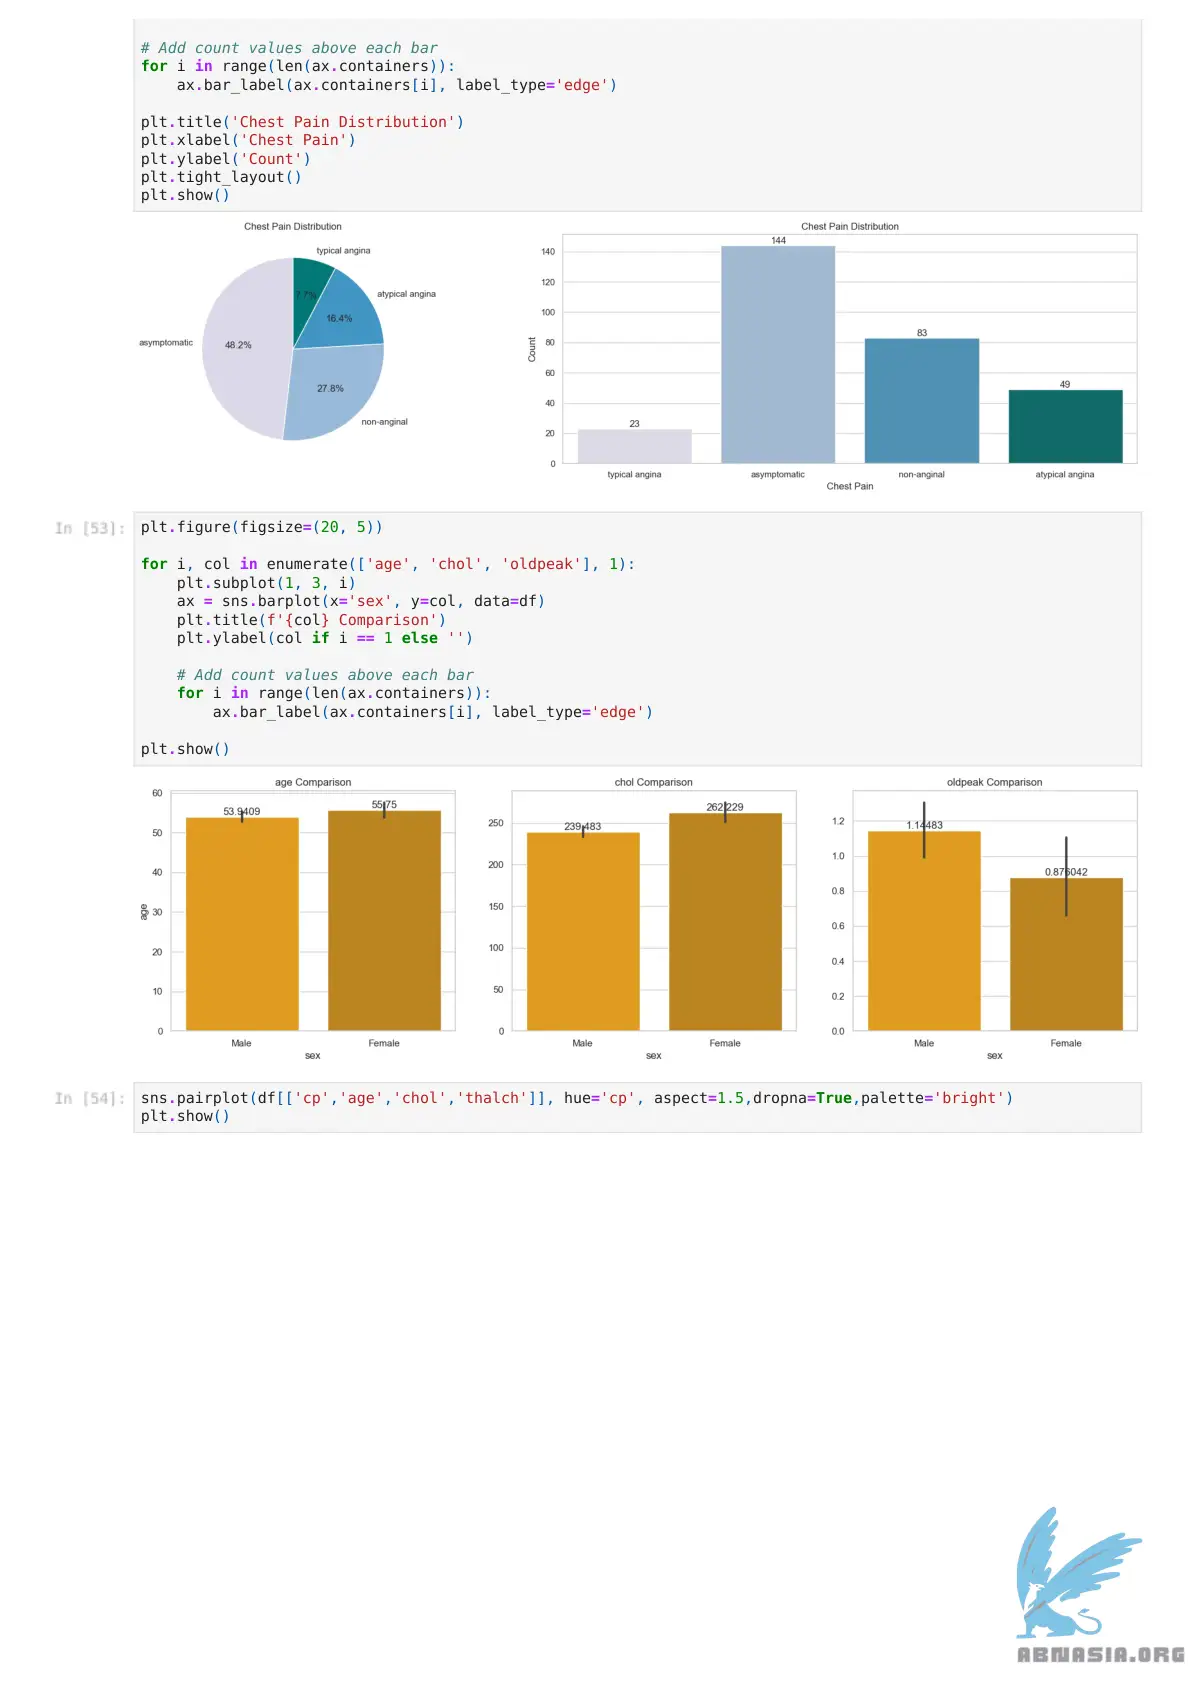 # Add count values above each bar
for i in range(len(ax.containers)):
    ax.bar_label(ax.containers[i], label_type='edge')
plt.title('Chest Pain Distribution')
plt.xlabel('Chest Pain')
plt.ylabel('Count')
plt.tight_layout()
plt.show()
Chest Pain Distribution
typical angina
7.7%
atypical angina
16.4%
asymptomatic
48.2%
27.8%
non-anginal
Chest Pain Distribution
144
140
120
100
83
80
Count
60
49
40
23
20
0
typical angina asymptomatic non-anginal atypical angina
Chest Pain
In [53]:
plt.figure(figsize=(20, 5))
for i, col in enumerate(['age', 'chol', 'oldpeak'], 1):
    plt.subplot(1, 3, i)
    ax = sns.barplot(x='sex', y=col, data=df)
    plt.title(f'{col} Comparison')
    plt.ylabel(col if i == 1 else '')
    # Add count values above each bar
    for i in range(len(ax.containers)):
        ax.bar_label(ax.containers[i], label_type='edge')
plt.show()
age Comparison
60
53.9409 55.75
50
40
age
30
20
10
0
Male Female
sex
chol Comparison
262.229
250
239.483
200
150
100
50
0
Male Female
sex
oldpeak Comparison
1.2
1.14483
1.0
0.876042
0.8
0.6
0.4
0.2
0.0
Male Female
sex
In [54]:
sns.pairplot(df[['cp','age','chol','thalch']], hue='cp', aspect=1.5,dropna=True,palette='bright')
plt.show()
ABNASIA.ORG